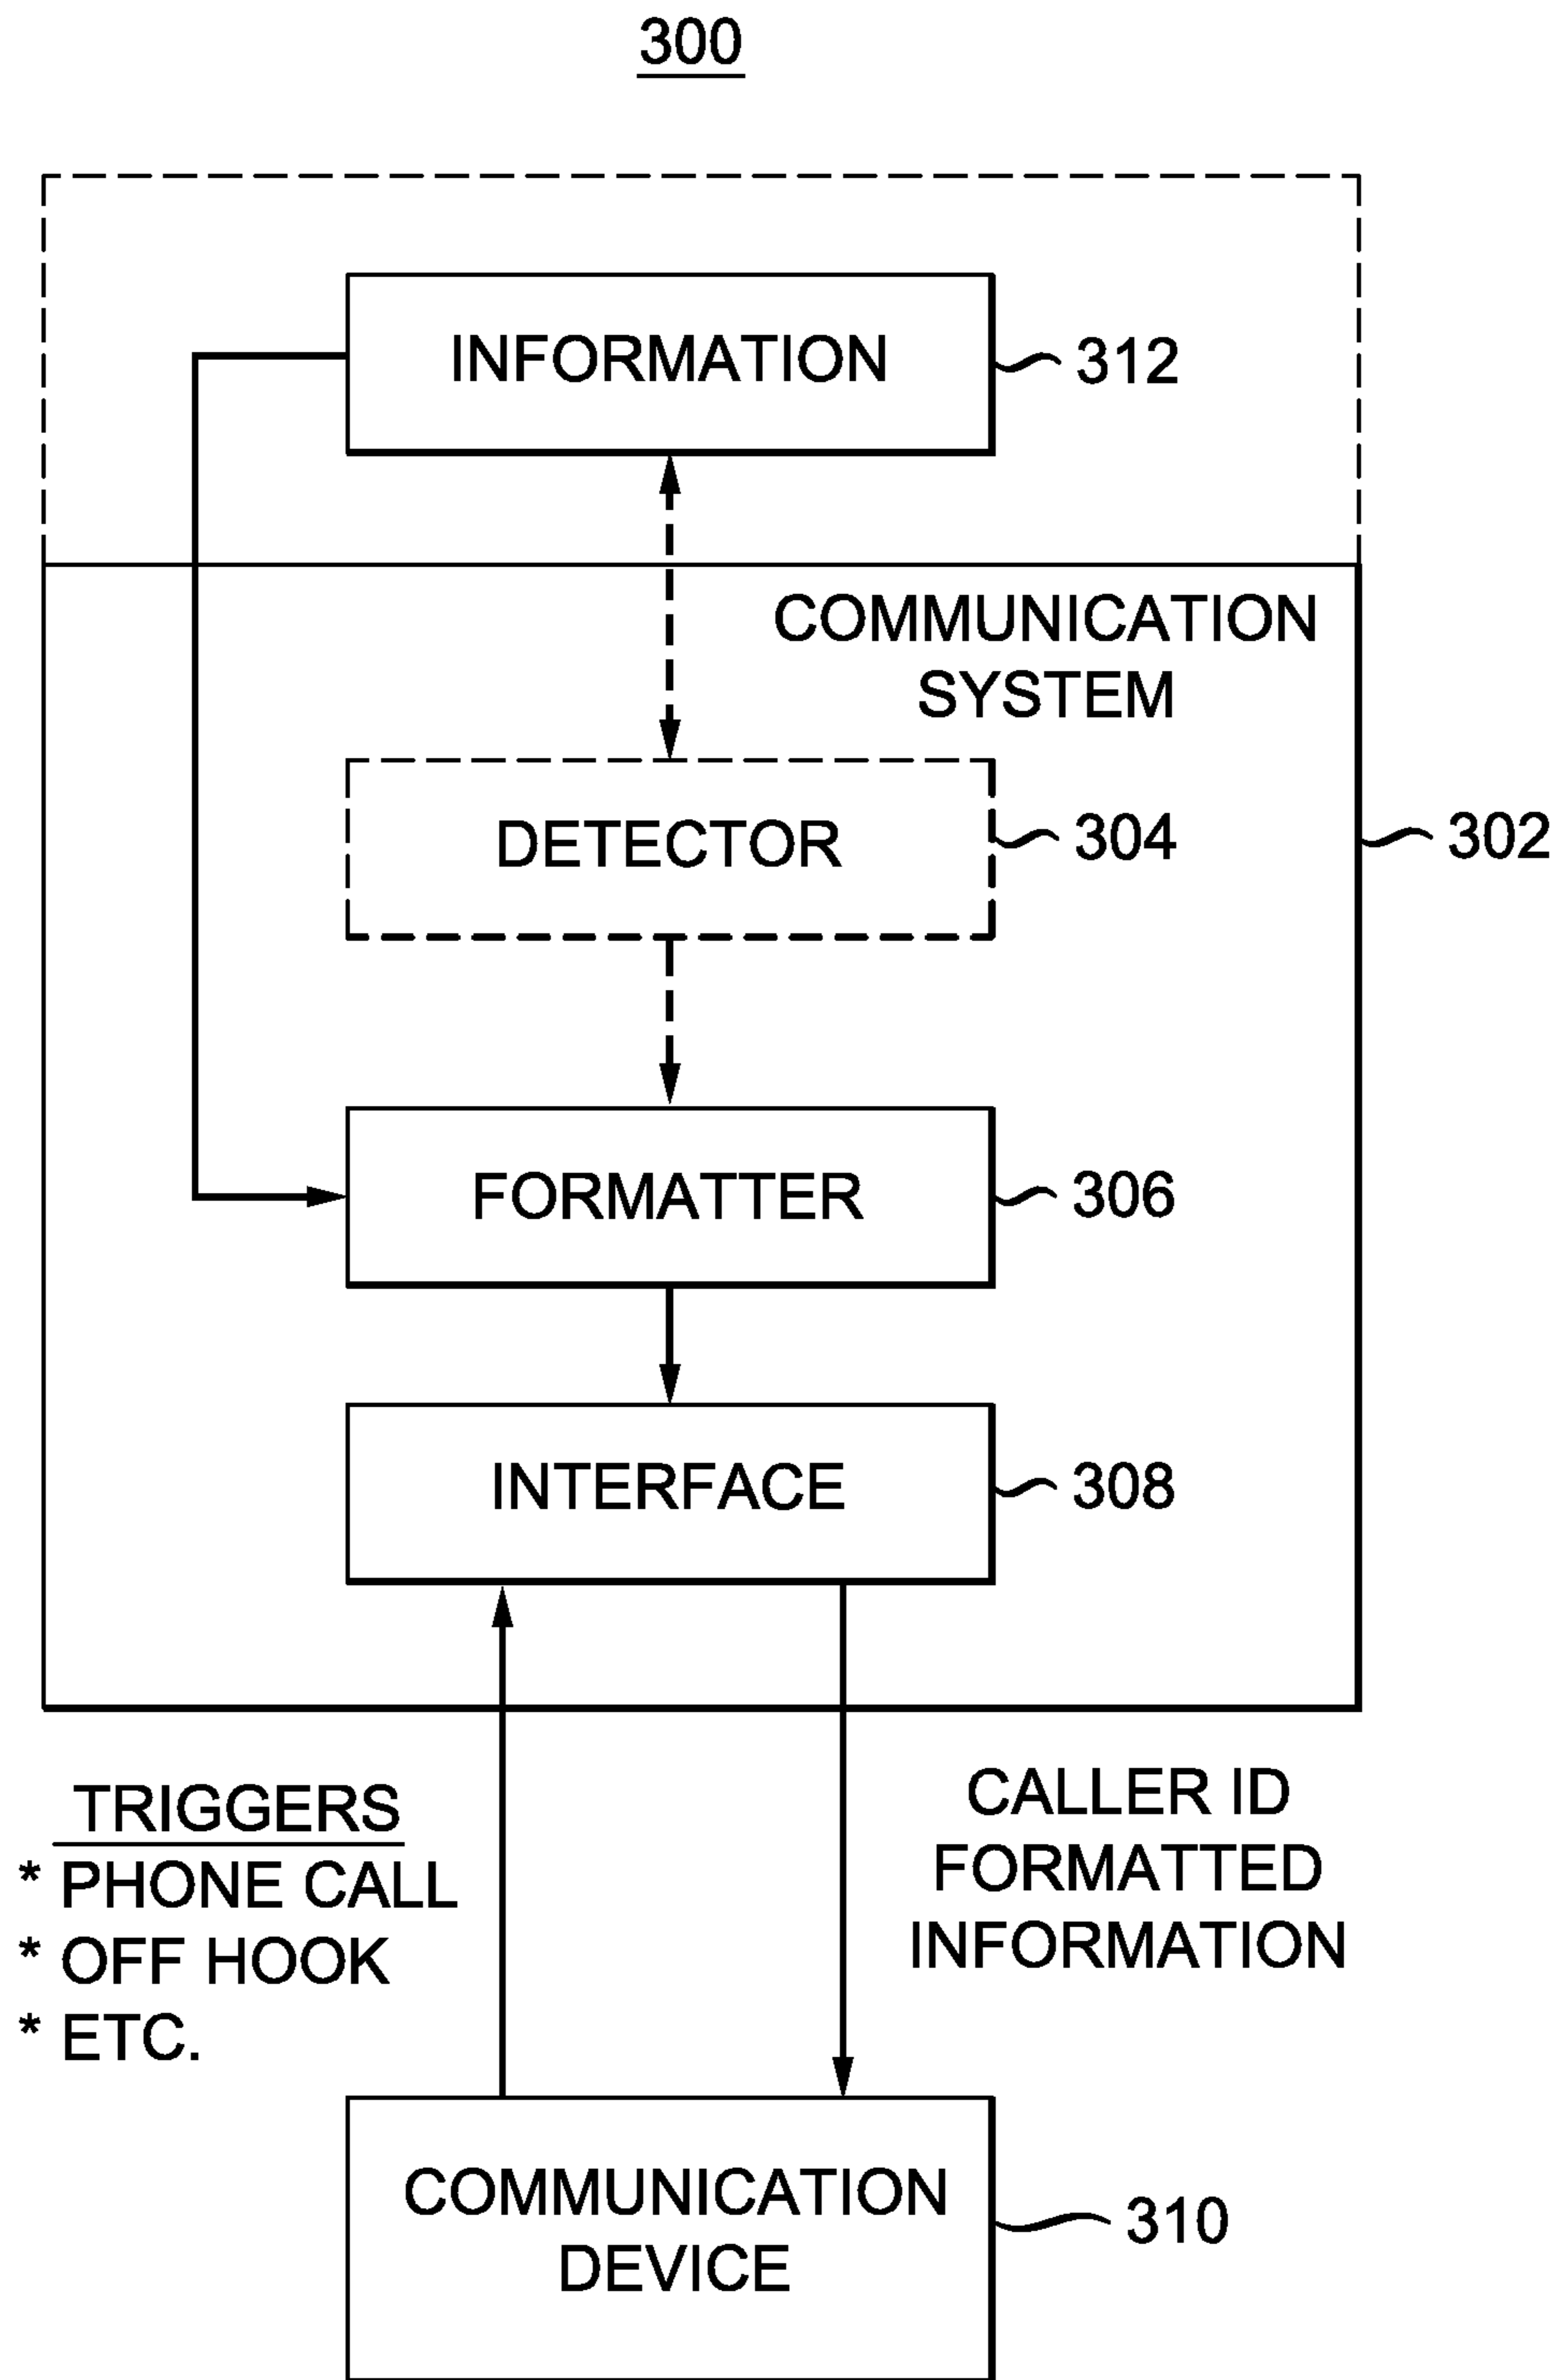 300
INFORMATION
312
COMMUNICATION
SYSTEM
DETECTOR
304
302
FORMATTER
306
INTERFACE
308
TRIGGERS
* PHONE CALL
* OFF HOOK
* ETC.
CALLER ID
FORMATTED
INFORMATION
COMMUNICATION
DEVICE
310